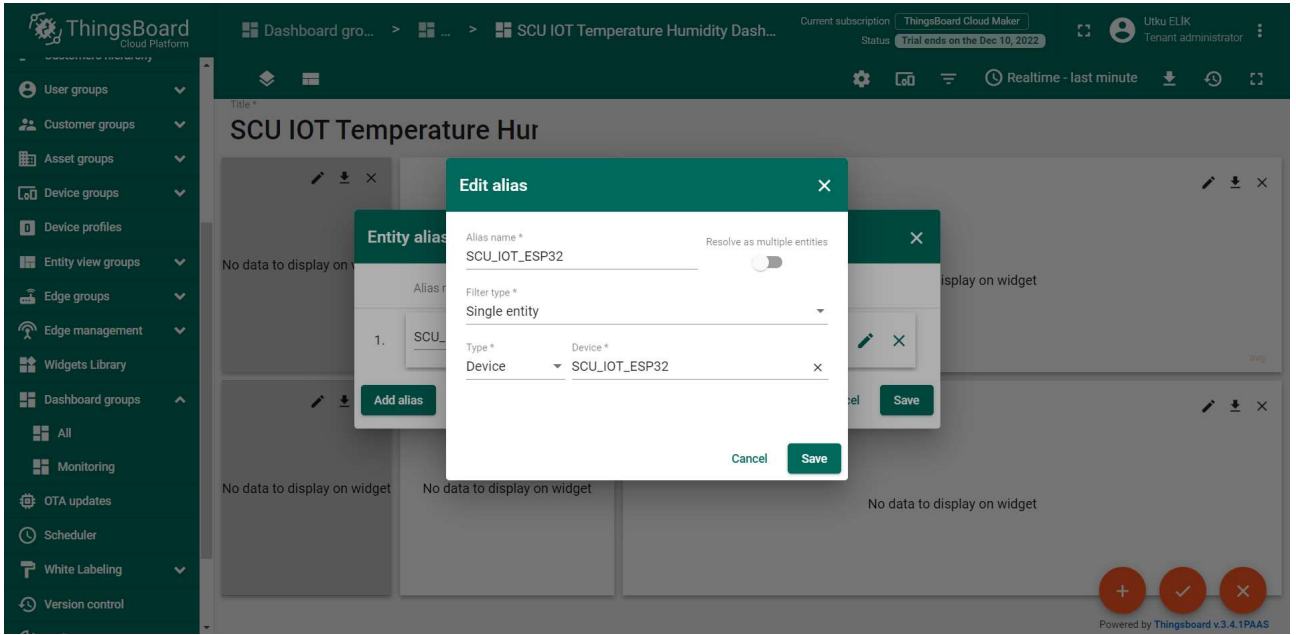 ThingsBoard
Cloud Platform
Dashboard gro... > ... > SCU IOT Temperature Humidity Dash...
Current subscription ThingsBoard Cloud Maker
Status Trial ends on the Dec 10, 2022
Utku ELİK
Tenant administrator
Customers hierarchy
User groups
Customer groups
Asset groups
Device groups
Device profiles
Entity view groups
Edge groups
Edge management
Widgets Library
Dashboard groups
All
Monitoring
OTA updates
Scheduler
White Labeling
Version control
Realtime - last minute
Title *
SCU IOT Temperature Hur
No data to display on
isplay on widget
avg
Entity alias
Alias r
1. SCU_
Add alias
cel
Save
Edit alias
Alias name *
SCU_IOT_ESP32
Resolve as multiple entities
Filter type *
Single entity
Type *
Device
Device *
SCU_IOT_ESP32
Cancel
Save
No data to display on widget
No data to display on widget
No data to display on widget
Powered by Thingsboard v.3.4.1PAAS